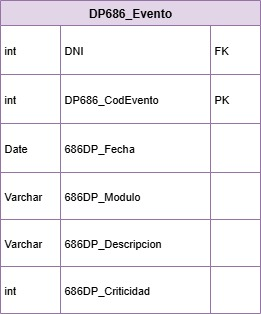 DP686_Evento
int DNI FK
int DP686_CodEvento PK
Date 686DP_Fecha
Varchar 686DP_Modulo
Varchar 686DP_Descripcion
int 686DP_Criticidad